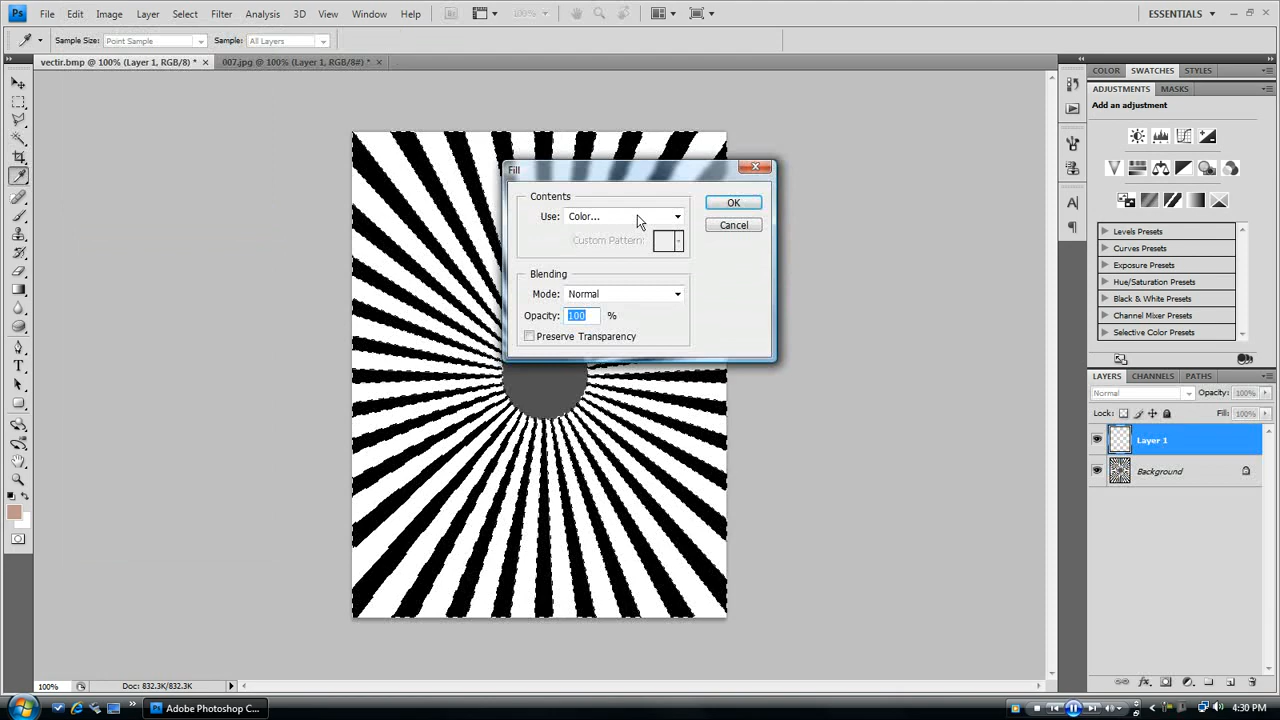 Ps File Edit Image Layer Select Filter Analysis 3D View Window Help Br 100% ESSENTIALS
Sample Size: Point Sample Sample: All Layers
vectir.bmp @ 100% (Layer 1, RGB/8) * 007.jpg @ 100% (Layer 1, RGB/8#) *
COLOR SWATCHES STYLES
ADJUSTMENTS MASKS
Add an adjustment
Fill
Contents
Use: Color...
Custom Pattern:
OK
Cancel
Blending
Mode: Normal
Opacity: 100 %
Preserve Transparency
Levels Presets
Curves Presets
Exposure Presets
Hue/Saturation Presets
Black & White Presets
Channel Mixer Presets
Selective Color Presets
LAYERS CHANNELS PATHS
Normal Opacity: 100%
Lock: Fill: 100%
Layer 1
Background
100% Doc: 832.3K/832.3K
Ps Adobe Photoshop C... 4:30 PM